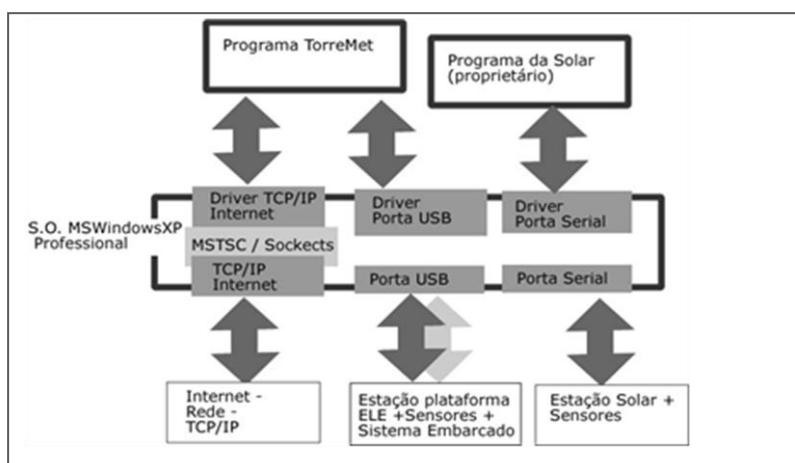 Programa TorreMet
Programa da Solar
(proprietário)
Driver TCP/IP
Internet
Driver
Porta USB
Driver
Porta Serial
S.O. MSWindowsXP
Professional
MSTSC / Sockects
TCP/IP
Internet
Porta USB
Porta Serial
Internet -
Rede -
TCP/IP
Estação plataforma
ELE +Sensores +
Sistema Embarcado
Estação Solar +
Sensores